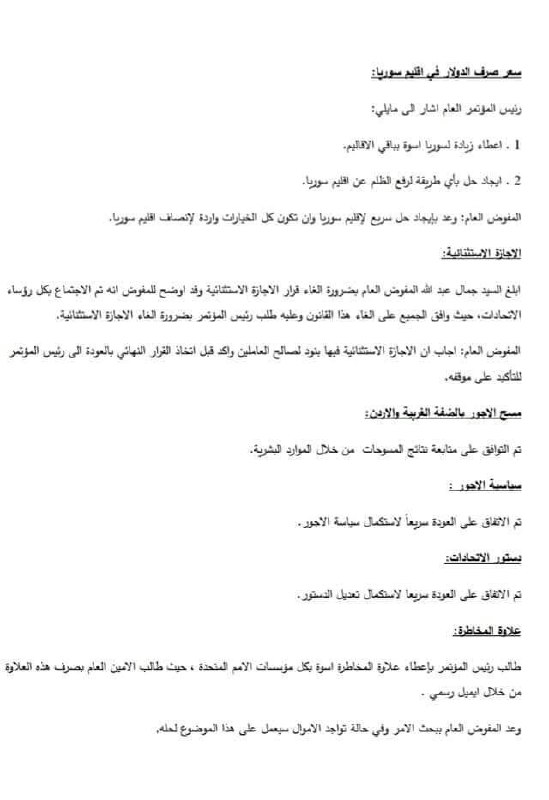 سعر صرف الدولار في اقليم سوريا:
رئيس المؤتمر العام اشار الى مايلي:
1 . اعطاء زيادة لسوريا اسوة بباقي الاقاليم.
2 . ايجاد حل بأي طريقة لرفع الظلم عن اقليم سوريا.
المفوض العام: وعد بإيجاد حل سريع لإقليم سوريا وان تكون كل الخيارات واردة لإنصاف اقليم سوريا.
الاجازة الاستثنائية:
ابلغ السيد جمال عبد الله المفوض العام بضرورة الغاء قرار الاجازة الاستثنائية وقد اوضح للمفوض انه تم الاجتماع بكل رؤساء
الاتحادات، حيث وافق الجميع على الغاء هذا القانون وعليه طلب رئيس المؤتمر بضرورة الغاء الاجازة الاستثنائية.
المفوض العام: اجاب ان الاجازة الاستثنائية فيها بنود لصالح العاملين واكد قبل اتخاذ القرار النهائي بالعودة الى رئيس المؤتمر
للتأكيد على موقفه.
مسح الاجور بالضفة الغربية والاردن:
تم التوافق على متابعة نتائج المسوحات من خلال الموارد البشرية.
سياسية الاجور :
تم الاتفاق على العودة سريعاً لاستكمال سياسة الاجور.
دستور الاتحادات:
تم الاتفاق على العودة سريعا لاستكمال تعديل الدستور.
علاوة المخاطرة:
طالب رئيس المؤتمر بإعطاء علاوة المخاطرة اسوة بكل مؤسسات الامم المتحدة ، حيث طالب الامين العام بصرف هذه العلاوة
من خلال ايميل رسمي .
وعد المفوض العام ببحث الامر وفي حالة تواجد الاموال سيعمل على هذا الموضوع لحله.